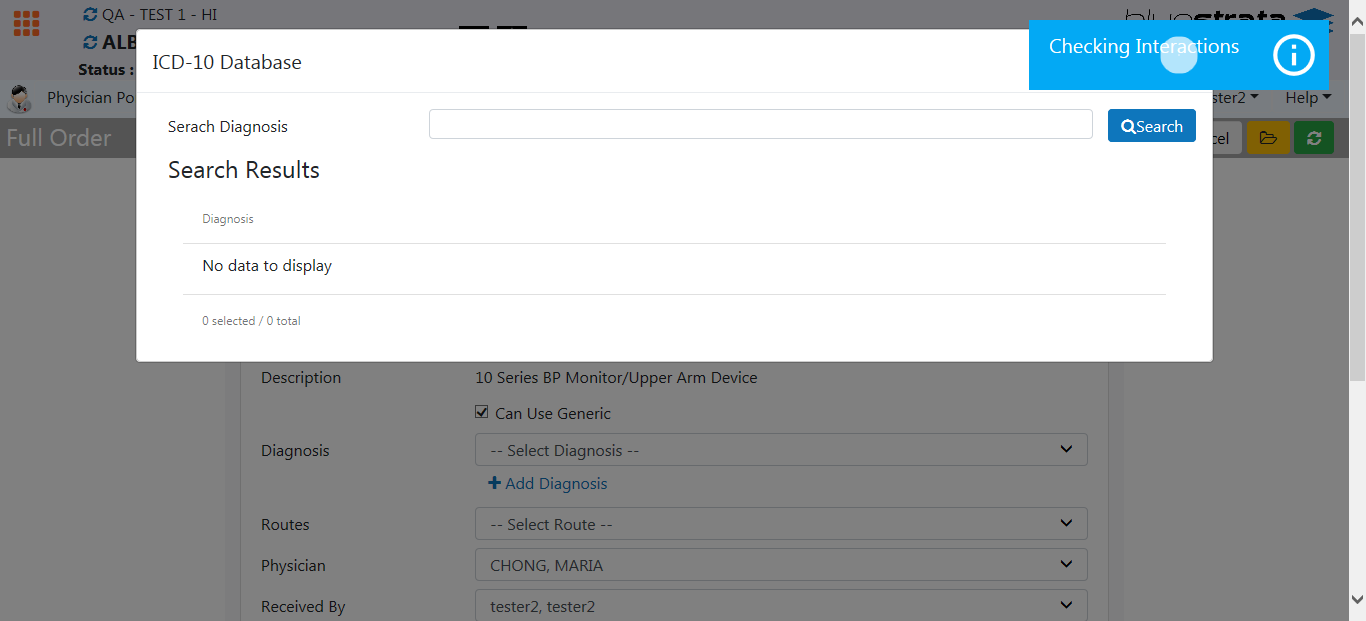 QA - TEST 1 - HI
bluestrata
ALB
Status :
Checking Interactions
ICD-10 Database
Physician Po
ster2
Help
Full Order
cel
Serach Diagnosis
Search
Search Results
Diagnosis
No data to display
0 selected / 0 total
Description
10 Series BP Monitor/Upper Arm Device
Can Use Generic
Diagnosis
-- Select Diagnosis --
Add Diagnosis
Routes
-- Select Route --
Physician
CHONG, MARIA
Received By
tester2, tester2